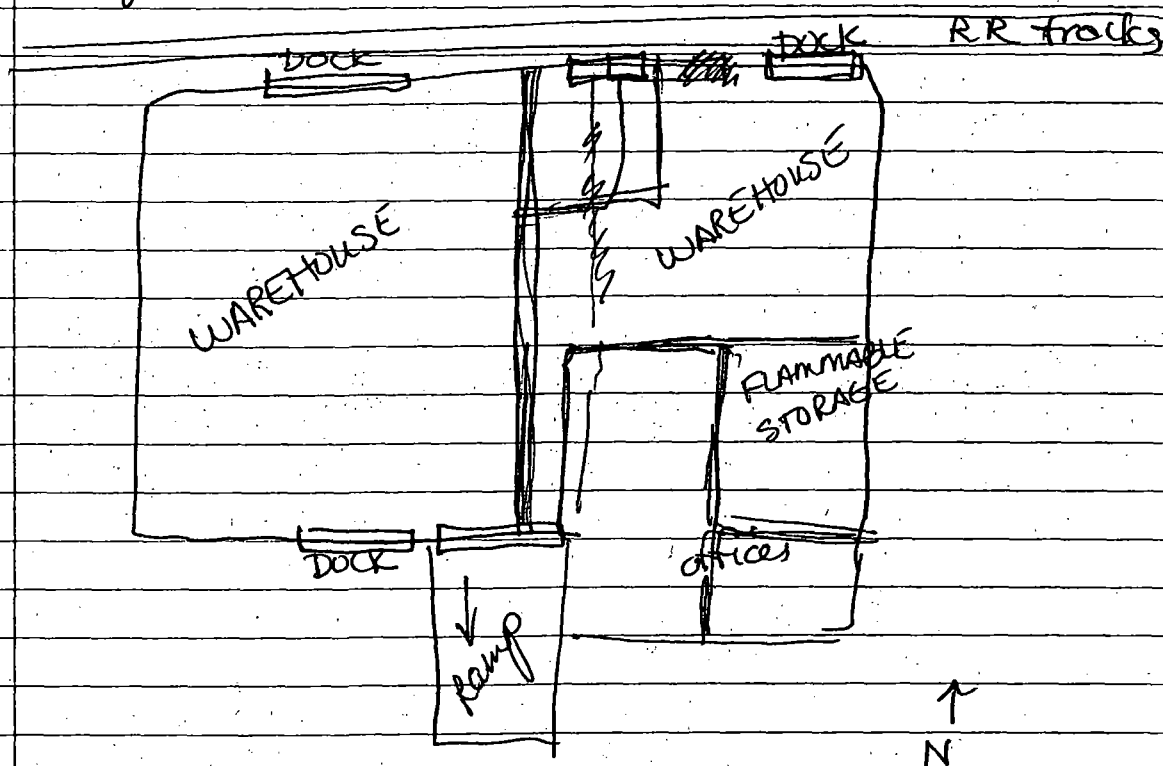 RR tracks
DOCK
DOCK
WAREHOUSE
WAREHOUSE
FLAMMABLE
STORAGE
DOCK
offices
Ramp
N